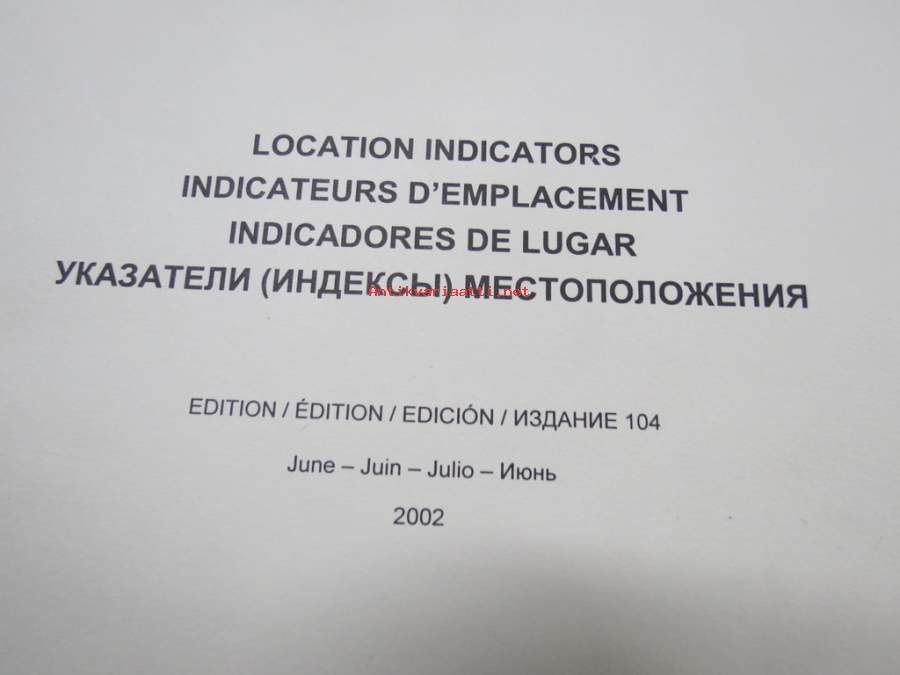 LOCATION INDICATORS
INDICATEURS D'EMPLACEMENT
INDICADORES DE LUGAR
УКАЗАТЕЛИ (ИНДЕКСЫ) МЕСТОПОЛОЖЕНИЯ
Antikvariaatti.net
EDITION / ÉDITION / EDICIÓN / ИЗДАНИЕ 104
June – Juin – Julio – Июнь
2002